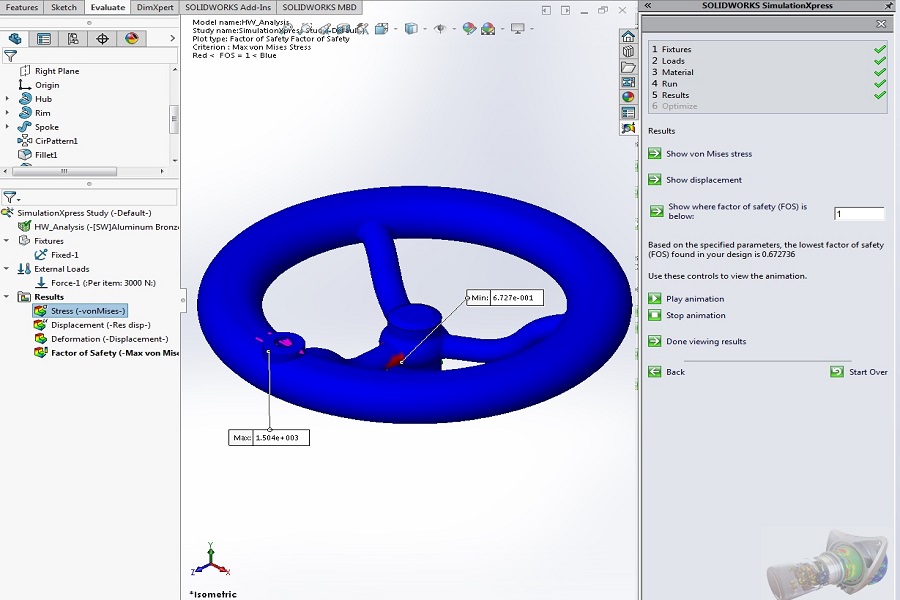 Features Sketch Evaluate DimXpert SOLIDWORKS Add-Ins SOLIDWORKS MBD
Right Plane
Origin
Hub
Rim
Spoke
CirPattern1
Fillet1
SimulationXpress Study (-Default-)
HW_Analysis (-[SW]Aluminum Bronz
Fixtures
Fixed-1
External Loads
Force-1 (:Per item: 3000 N:)
Results
Stress (-vonMises-)
Displacement (-Res disp-)
Deformation (-Displacement-)
Factor of Safety (-Max von Mis
Model name:HW_Analysis
Study name:SimulationXpress Study(-Default-)
Plot type: Factor of Safety Factor of Safety
Criterion : Max von Mises Stress
Red < FOS = 1 < Blue
Min: 6.727e-001
Max: 1.504e+003
Y
Z
X
*Isometric
SOLIDWORKS SimulationXpress
1 Fixtures
2 Loads
3 Material
4 Run
5 Results
6 Optimize
Results
Show von Mises stress
Show displacement
Show where factor of safety (FOS) is
below:
1
Based on the specified parameters, the lowest factor of safety
(FOS) found in your design is 0.672736
Use these controls to view the animation.
Play animation
Stop animation
Done viewing results
Back
Start Over